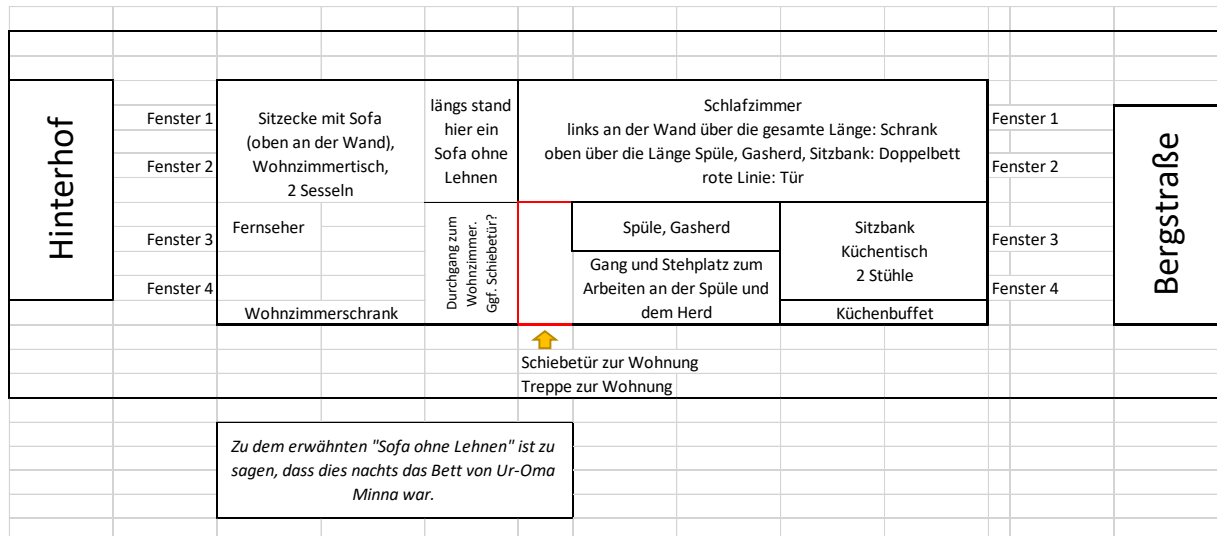 Hinterhof
Fenster 1
Fenster 2
Fenster 3
Fenster 4
Sitzecke mit Sofa
(oben an der Wand),
Wohnzimmertisch,
2 Sesseln
Fernseher
Wohnzimmerschrank
längs stand
hier ein
Sofa ohne
Lehnen
Durchgang zum
Wohnzimmer.
Ggf. Schiebetür?
Schlafzimmer
links an der Wand über die gesamte Länge: Schrank
oben über die Länge Spüle, Gasherd, Sitzbank: Doppelbett
rote Linie: Tür
Spüle, Gasherd
Gang und Stehplatz zum
Arbeiten an der Spüle und
dem Herd
Sitzbank
Küchentisch
2 Stühle
Küchenbuffet
Fenster 1
Fenster 2
Fenster 3
Fenster 4
Bergstraße
Schiebetür zur Wohnung
Treppe zur Wohnung
Zu dem erwähnten "Sofa ohne Lehnen" ist zu
sagen, dass dies nachts das Bett von Ur-Oma
Minna war.